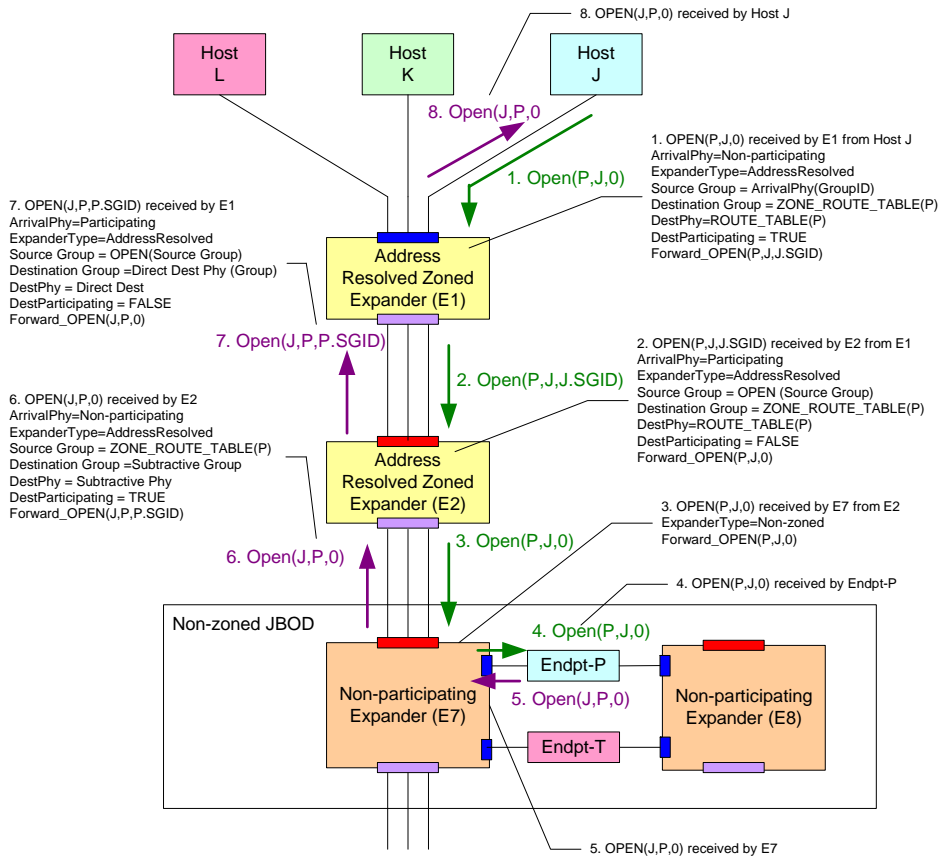 8. OPEN(J,P,0) received by Host J
Host
L
Host
K
Host
J
8. Open(J,P,0
1. OPEN(P,J,0) received by E1 from Host J
ArrivalPhy=Non-participating
ExpanderType=AddressResolved
Source Group = ArrivalPhy(GroupID)
Destination Group = ZONE_ROUTE_TABLE(P)
DestPhy=ROUTE_TABLE(P)
DestParticipating = TRUE
Forward_OPEN(P,J,J.SGID)
1. Open(P,J,0)
7. OPEN(J,P,P.SGID) received by E1
ArrivalPhy=Participating
ExpanderType=AddressResolved
Source Group = OPEN(Source Group)
Destination Group =Direct Dest Phy (Group)
DestPhy = Direct Dest
DestParticipating = FALSE
Forward_OPEN(J,P,0)
Address
Resolved Zoned
Expander (E1)
7. Open(J,P,P.SGID)
2. Open(P,J,J.SGID)
2. OPEN(P,J,J.SGID) received by E2 from E1
ArrivalPhy=Participating
ExpanderType=AddressResolved
Source Group = OPEN (Source Group)
Destination Group = ZONE_ROUTE_TABLE(P)
DestPhy=ROUTE_TABLE(P)
DestParticipating = FALSE
Forward_OPEN(P,J,0)
6. OPEN(J,P,0) received by E2
ArrivalPhy=Non-participating
ExpanderType=AddressResolved
Source Group = ZONE_ROUTE_TABLE(P)
Destination Group =Subtractive Group
DestPhy = Subtractive Phy
DestParticipating = TRUE
Forward_OPEN(J,P,P.SGID)
Address
Resolved Zoned
Expander (E2)
3. OPEN(P,J,0) received by E7 from E2
ExpanderType=Non-zoned
Forward_OPEN(P,J,0)
6. Open(J,P,0)
3. Open(P,J,0)
4. OPEN(P,J,0) received by Endpt-P
Non-zoned JBOD
4. Open(P,J,0)
Endpt-P
5. Open(J,P,0)
Non-participating
Expander (E7)
Non-participating
Expander (E8)
Endpt-T
5. OPEN(J,P,0) received by E7